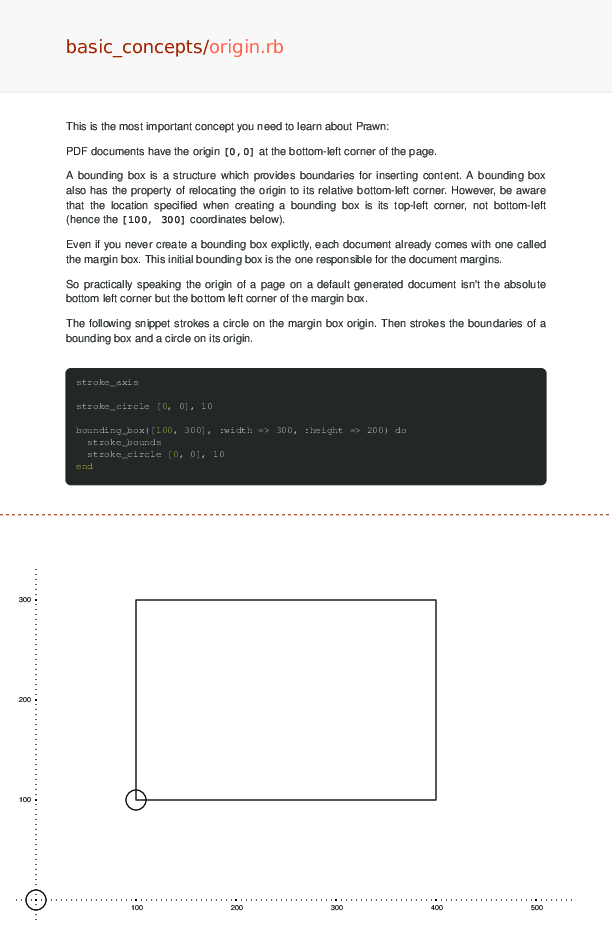 basic_concepts/origin.rb
This is the most important concept you need to learn about Prawn:
PDF documents have the origin [0,0] at the bottom-left corner of the page.
A bounding box is a structure which provides boundaries for inserting content. A bounding box
also has the property of relocating the origin to its relative bottom-left corner. However, be aware
that the location specified when creating a bounding box is its top-left corner, not bottom-left
(hence the [100, 300] coordinates below).
Even if you never create a bounding box explictly, each document already comes with one called
the margin box. This initial bounding box is the one responsible for the document margins.
So practically speaking the origin of a page on a default generated document isn't the absolute
bottom left corner but the bottom left corner of the margin box.
The following snippet strokes a circle on the margin box origin. Then strokes the boundaries of a
bounding box and a circle on its origin.
stroke_axis
stroke_circle [0, 0], 10
bounding_box([100, 300], :width => 300, :height => 200) do
  stroke_bounds
  stroke_circle [0, 0], 10
end
300
200
100
100 200 300 400 500